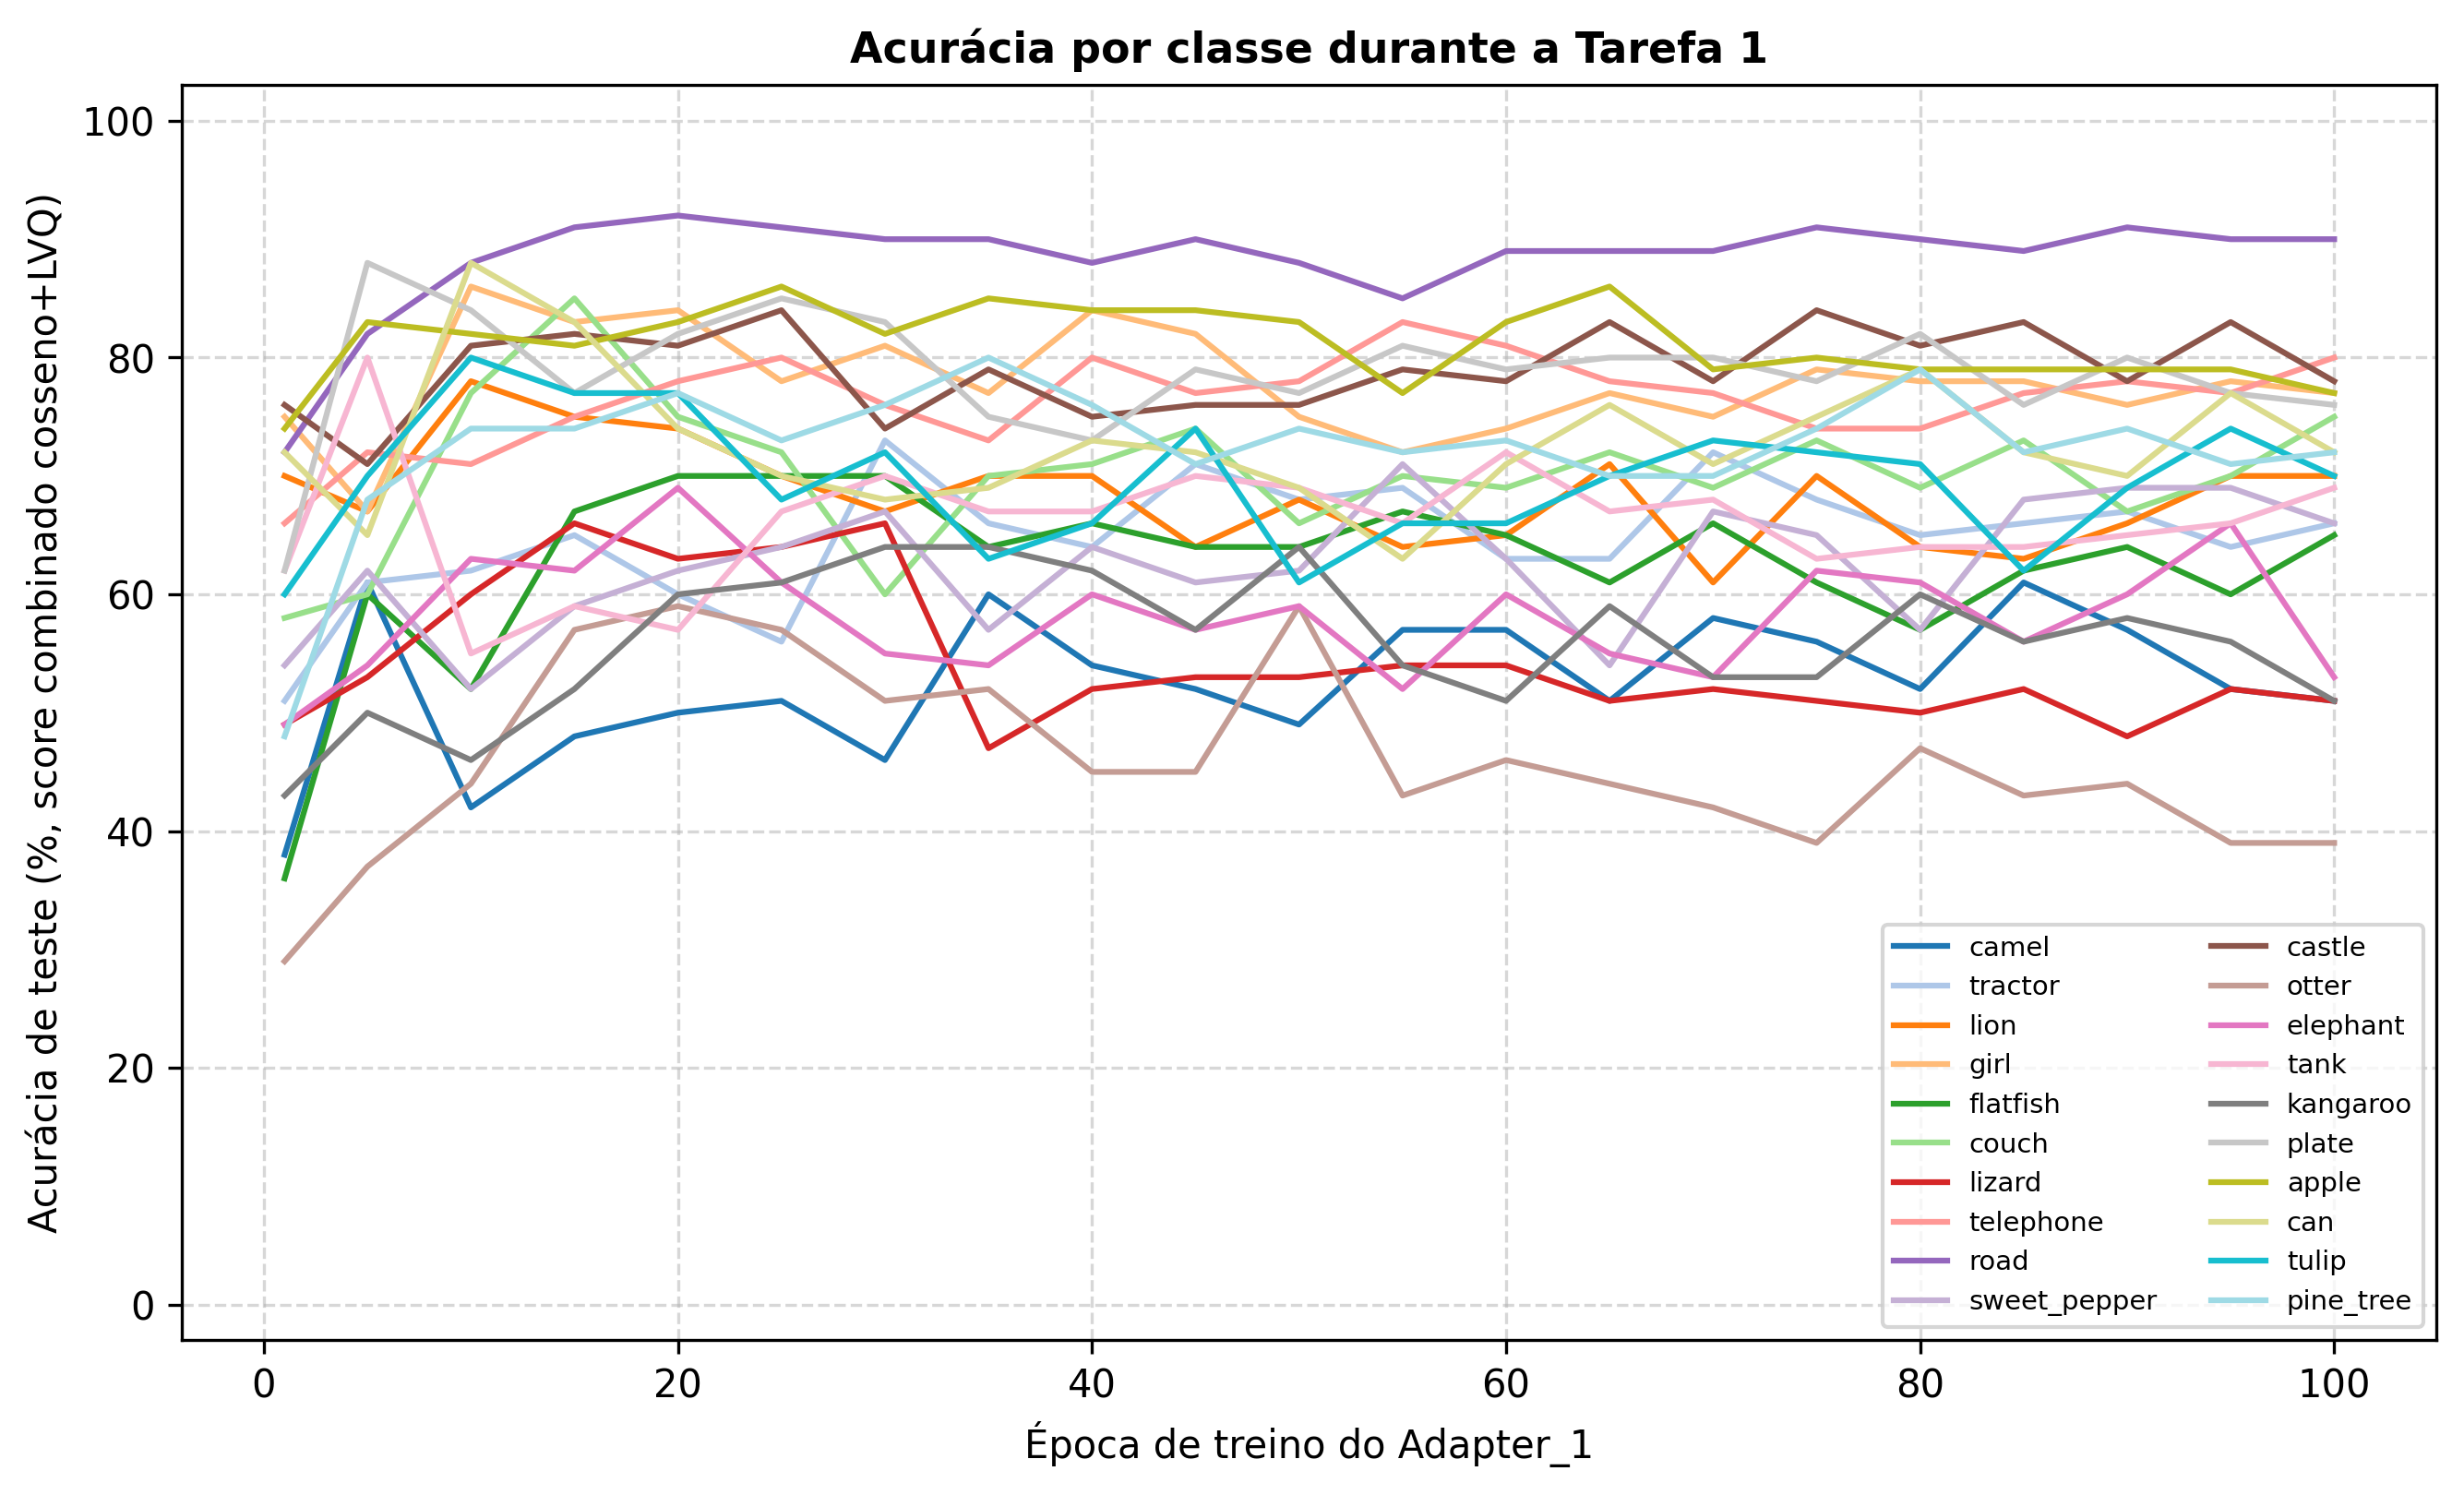 Acurácia por classe durante a Tarefa 1
Acurácia de teste (%, score combinado cosseno+LVQ)
100
80
60
40
20
0
0
20
40
60
80
100
Época de treino do Adapter_1
camel
tractor
lion
girl
flatfish
couch
lizard
telephone
road
sweet_pepper
castle
otter
elephant
tank
kangaroo
plate
apple
can
tulip
pine_tree